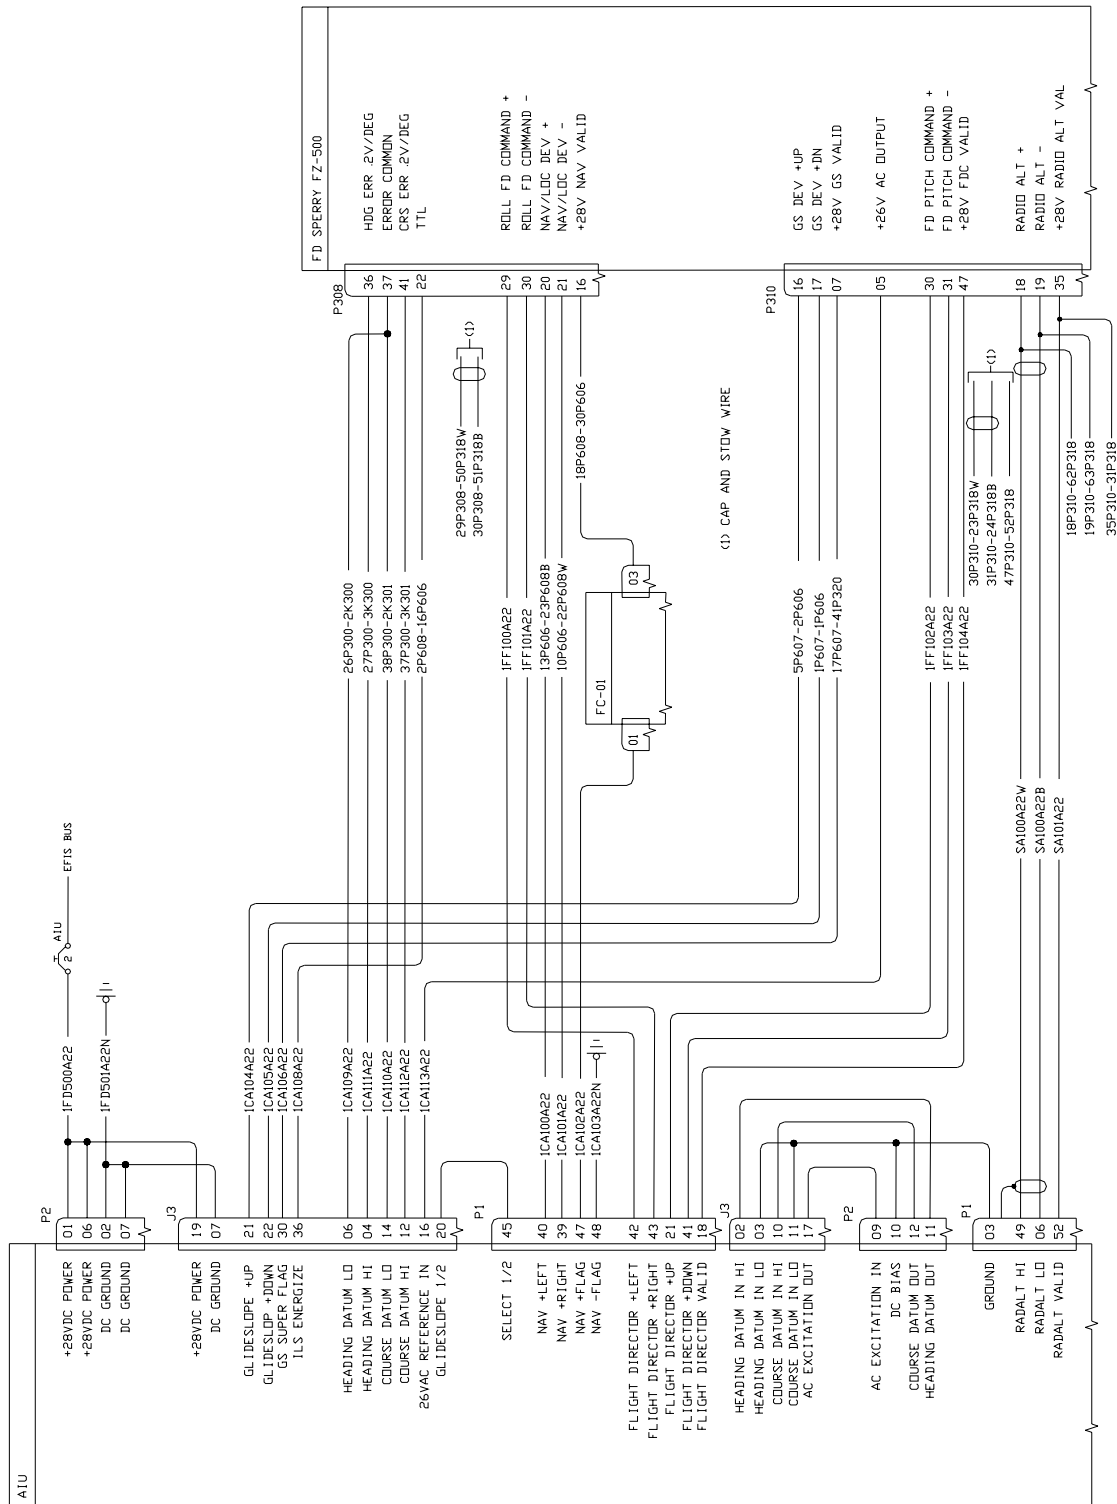 AIU
P2
+28VDC POWER 01
+28VDC POWER 06
DC GROUND 02
DC GROUND 07
1FD500A22
2
AIU
EFIS BUS
1FD501A22N
J3
+28VDC POWER 19
DC GROUND 07
GLIDESLOPE +UP 21 1CA104A22
GLIDESLOP +DOWN 22 1CA105A22
GS SUPER FLAG 30 1CA106A22
ILS ENERGIZE 36 1CA108A22
HEADING DATUM LO 06 1CA109A22
HEADING DATUM HI 04 1CA111A22
COURSE DATUM LO 14 1CA110A22
COURSE DATUM HI 12 1CA112A22
26VAC REFERENCE IN 16 1CA113A22
GLIDESLOPE 1/2 20
P1
SELECT 1/2 45
NAV +LEFT 40 1CA100A22
NAV +RIGHT 39 1CA101A22
NAV +FLAG 47 1CA102A22
NAV -FLAG 48 1CA103A22N
FLIGHT DIRECTOR +LEFT 42
FLIGHT DIRECTOR +RIGHT 43
FLIGHT DIRECTOR +UP 21
FLIGHT DIRECTOR +DOWN 41
FLIGHT DIRECTOR VALID 18
J3
HEADING DATUM IN HI 02
HEADING DATUM IN LO 03
COURSE DATUM IN HI 10
COURSE DATUM IN LO 11
AC EXCITATION OUT 17
P2
AC EXCITATION IN 09
DC BIAS 10
COURSE DATUM OUT 12
HEADING DATUM OUT 11
P1
GROUND 03
RADALT HI 49 SA100A22W
RADALT LO 06 SA100A22B
RADALT VALID 52 SA101A22
26P300-2K300
27P300-3K300
38P300-2K301
37P300-3K301
2P608-16P606
1FF100A22
1FF101A22
13P606-23P608B
10P606-22P608W
FC-01
01
03
18P608-30P606
29P308-50P318W
30P308-51P318B
(1)
(1) CAP AND STOW WIRE
5P607-2P606
1P607-1P606
17P607-41P320
1FF102A22
1FF103A22
1FF104A22
30P310-23P318W
31P310-24P318B
47P310-52P318
(1)
18P310-62P318
19P310-63P318
35P310-31P318
FD SPERRY FZ-500
P308
36 HDG ERR .2V/DEG
37 ERROR COMMON
41 CRS ERR .2V/DEG
22 TTL
29 ROLL FD COMMAND +
30 ROLL FD COMMAND -
20 NAV/LOC DEV +
21 NAV/LOC DEV -
16 +28V NAV VALID
P310
16 GS DEV +UP
17 GS DEV +DN
07 +28V GS VALID
05 +26V AC OUTPUT
30 FD PITCH COMMAND +
31 FD PITCH COMMAND -
47 +28V FDC VALID
18 RADIO ALT +
19 RADIO ALT -
35 +28V RADIO ALT VAL